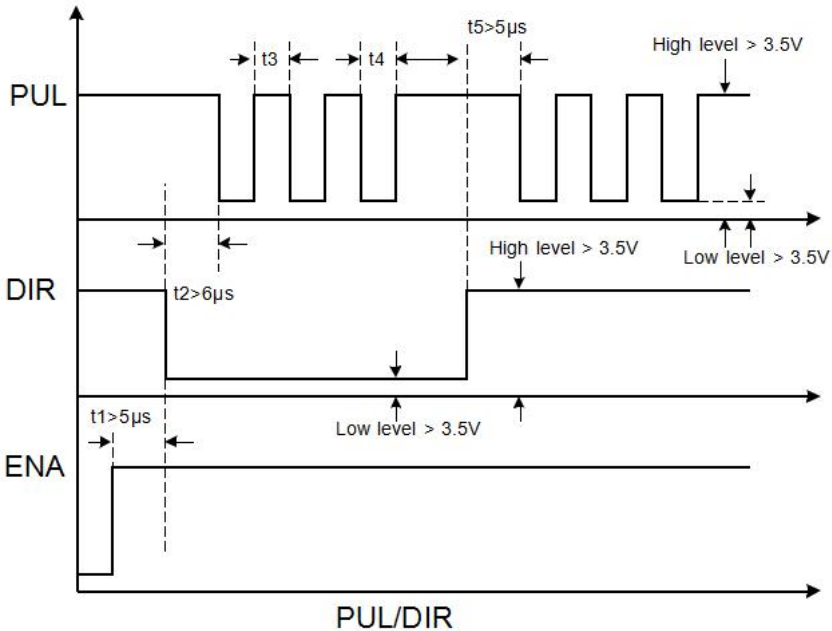 t5>5μs
High level > 3.5V
t3
t4
PUL
High level > 3.5V
Low level > 3.5V
DIR
t2>6μs
t1>5μs
Low level > 3.5V
ENA
PUL/DIR